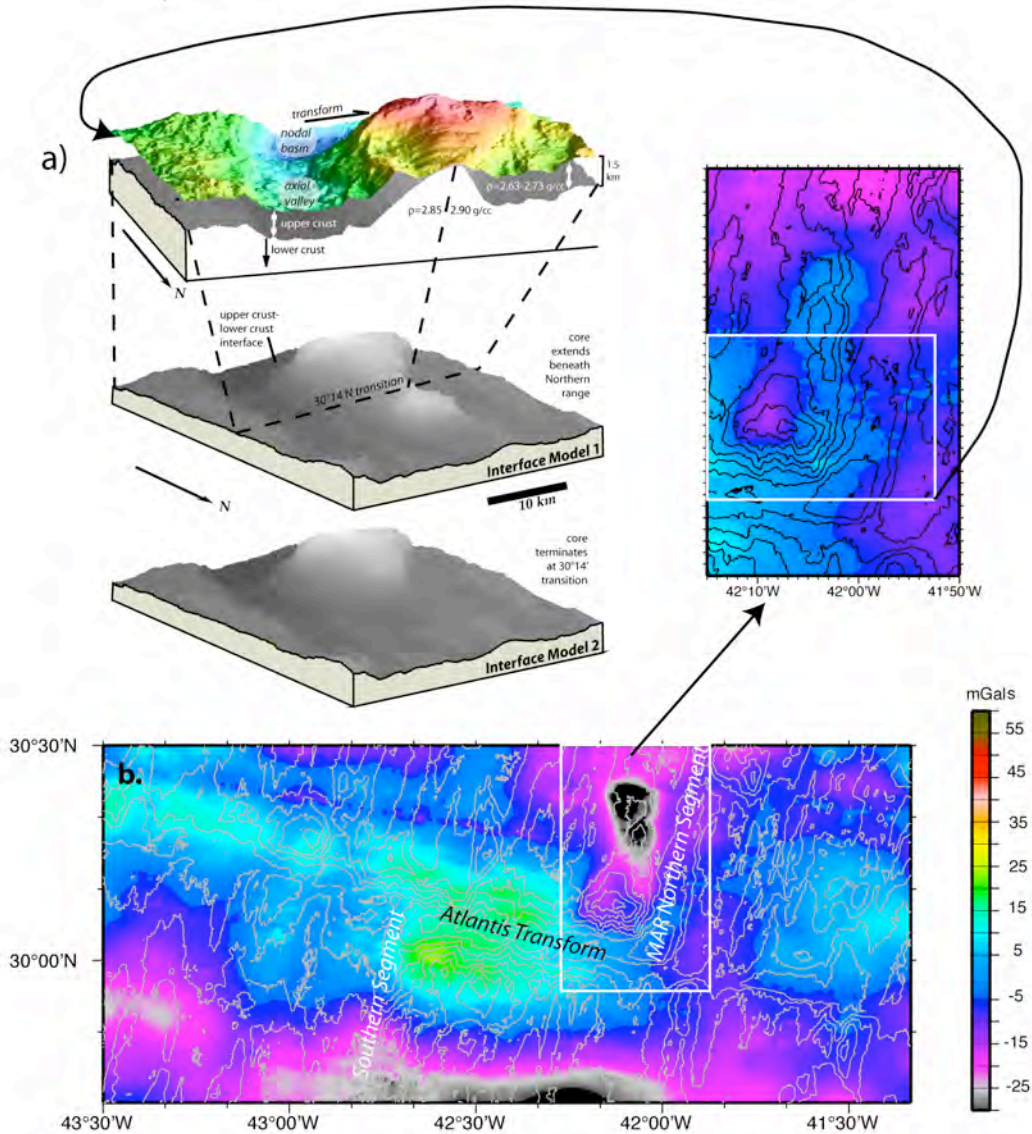 a)
transform
nodal
basin
axial
valley
1.5
km
ρ=2.63-2.73 g/cc
ρ=2.85 2.90 g/cc
upper crust
lower crust
N
upper crust-
lower crust
interface
core
extends
beneath
Northern
range
30°14 N transition
Interface Model 1
N
10 km
core
terminates
at 30°14'
transition
Interface Model 2
42°10'W 42°00'W 41°50'W
mGals
55
45
35
25
15
5
-5
-15
-25
30°30'N
b.
MAR Northern Segment
Atlantis Transform
Southern Segment
30°00'N
43°30'W 43°00'W 42°30'W 42°00'W 41°30'W